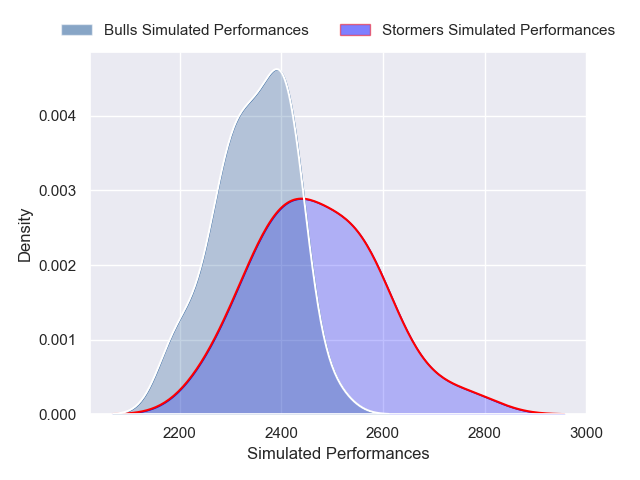 Bulls Simulated Performances
Stormers Simulated Performances
0.004
0.003
0.002
0.001
0.000
Density
2200
2400
2600
2800
3000
Simulated Performances